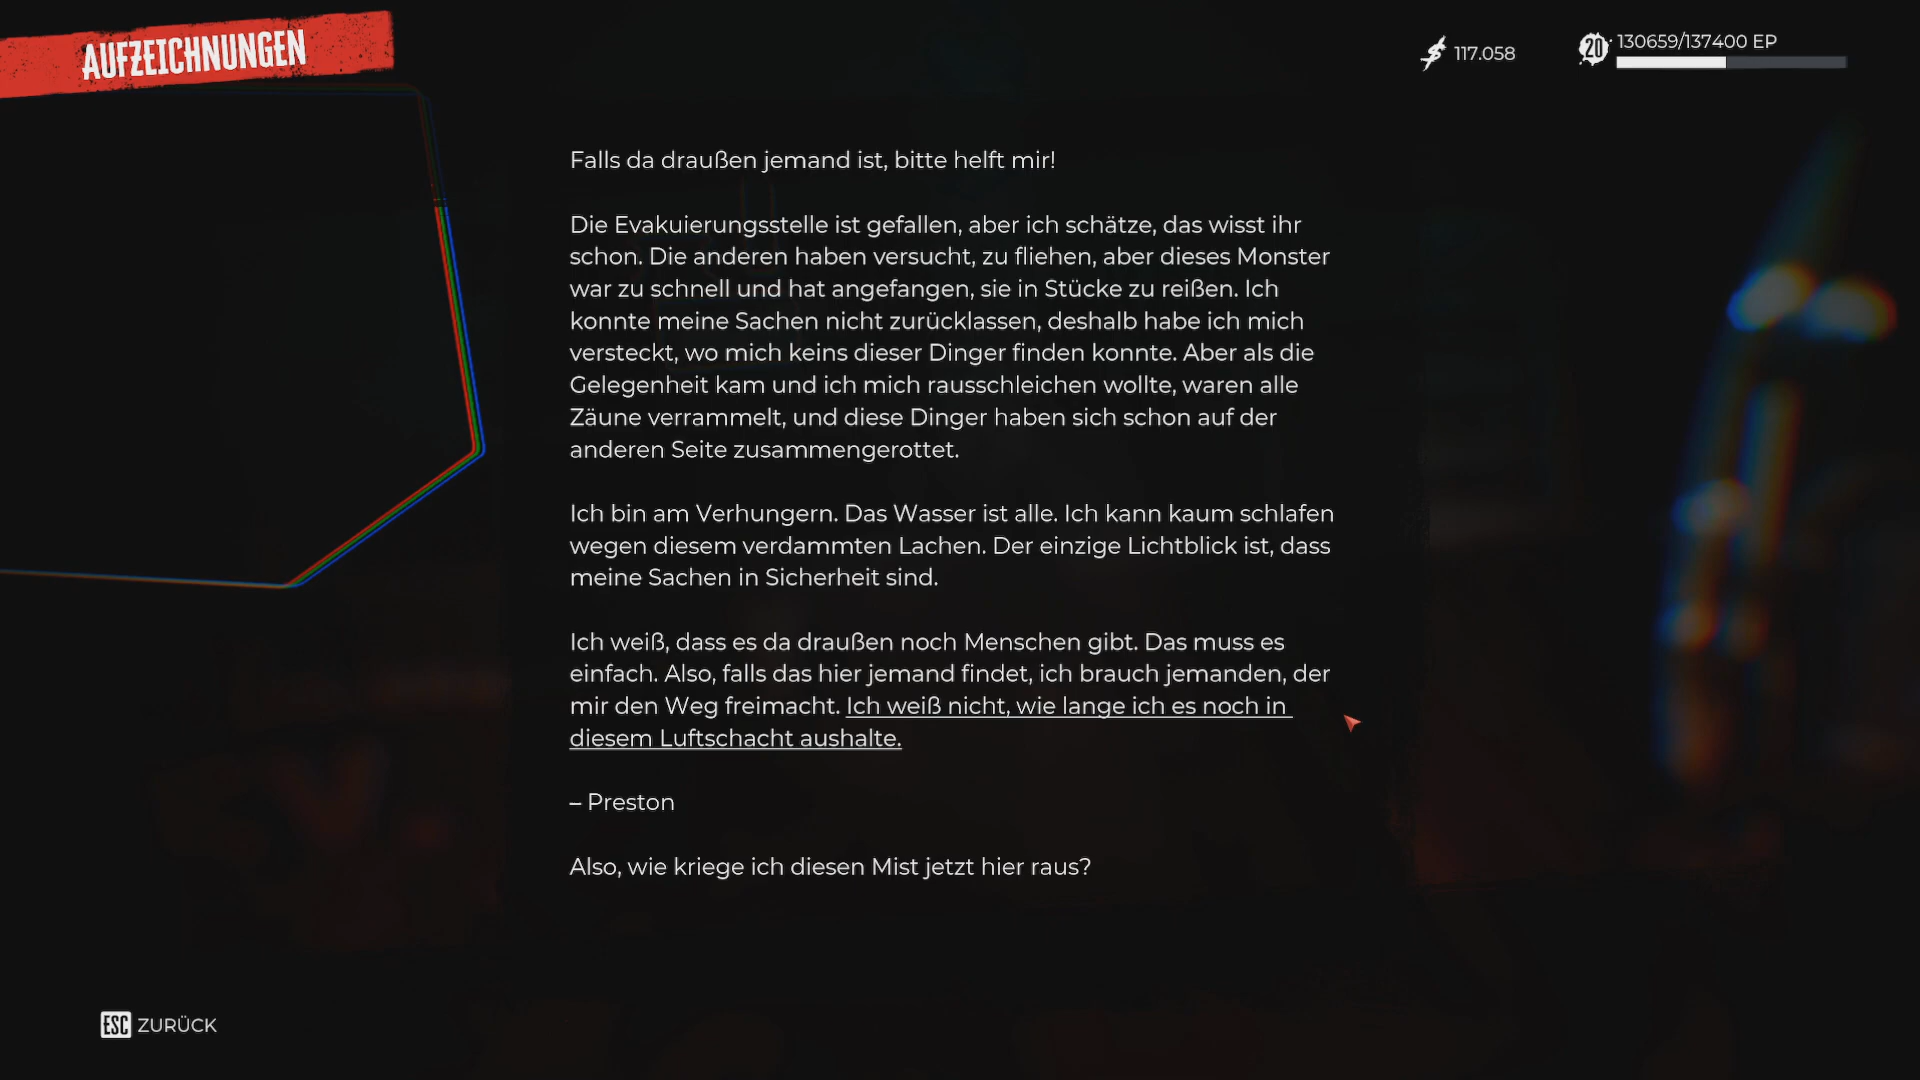 AUFZEICHNUNGEN
117.058
20
130659/137400 EP
Falls da draußen jemand ist, bitte helft mir!
Die Evakuierungsstelle ist gefallen, aber ich schätze, das wisst ihr
schon. Die anderen haben versucht, zu fliehen, aber dieses Monster
war zu schnell und hat angefangen, sie in Stücke zu reißen. Ich
konnte meine Sachen nicht zurücklassen, deshalb habe ich mich
versteckt, wo mich keins dieser Dinger finden konnte. Aber als die
Gelegenheit kam und ich mich rausschleichen wollte, waren alle
Zäune verrammelt, und diese Dinger haben sich schon auf der
anderen Seite zusammengerottet.
Ich bin am Verhungern. Das Wasser ist alle. Ich kann kaum schlafen
wegen diesem verdammten Lachen. Der einzige Lichtblick ist, dass
meine Sachen in Sicherheit sind.
Ich weiß, dass es da draußen noch Menschen gibt. Das muss es
einfach. Also, falls das hier jemand findet, ich brauch jemanden, der
mir den Weg freimacht. Ich weiß nicht, wie lange ich es noch in
diesem Luftschacht aushalte.
– Preston
Also, wie kriege ich diesen Mist jetzt hier raus?
ESC ZURÜCK